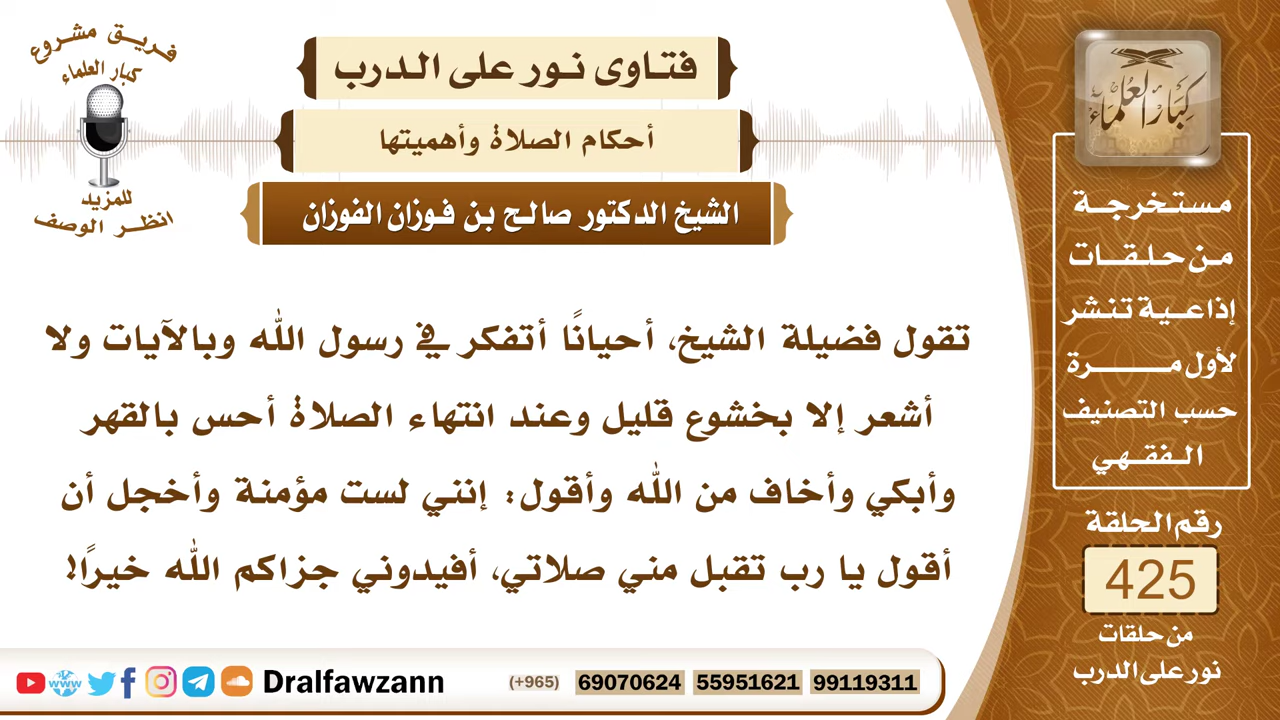 فريق مشروع
كبار العلماء
للمزيد
انظر الوصف
فتاوى نور على الدرب
أحكام الصلاة وأهميتها
الشيخ الدكتور صالح بن فوزان الفوزان
تقول فضيلة الشيخ، أحيانًا أتفكر في رسول الله وبالآيات ولا
أشعر إلا بخشوع قليل وعند انتهاء الصلاة أحس بالقهر
وأبكي وأخاف من الله وأقول: إنني لست مؤمنة وأخجل أن
أقول يا رب تقبل مني صلاتي، أفيدوني جزاكم الله خيرًا!
كبار العلماء
مستخرجة
من حلقات
إذاعية تنشر
لأول مرة
حسب التصنيف
الفقهي
رقم الحلقة
425
من حلقات
نور على الدرب
www Dralfawzann (+965) 69070624 55951621 99119311